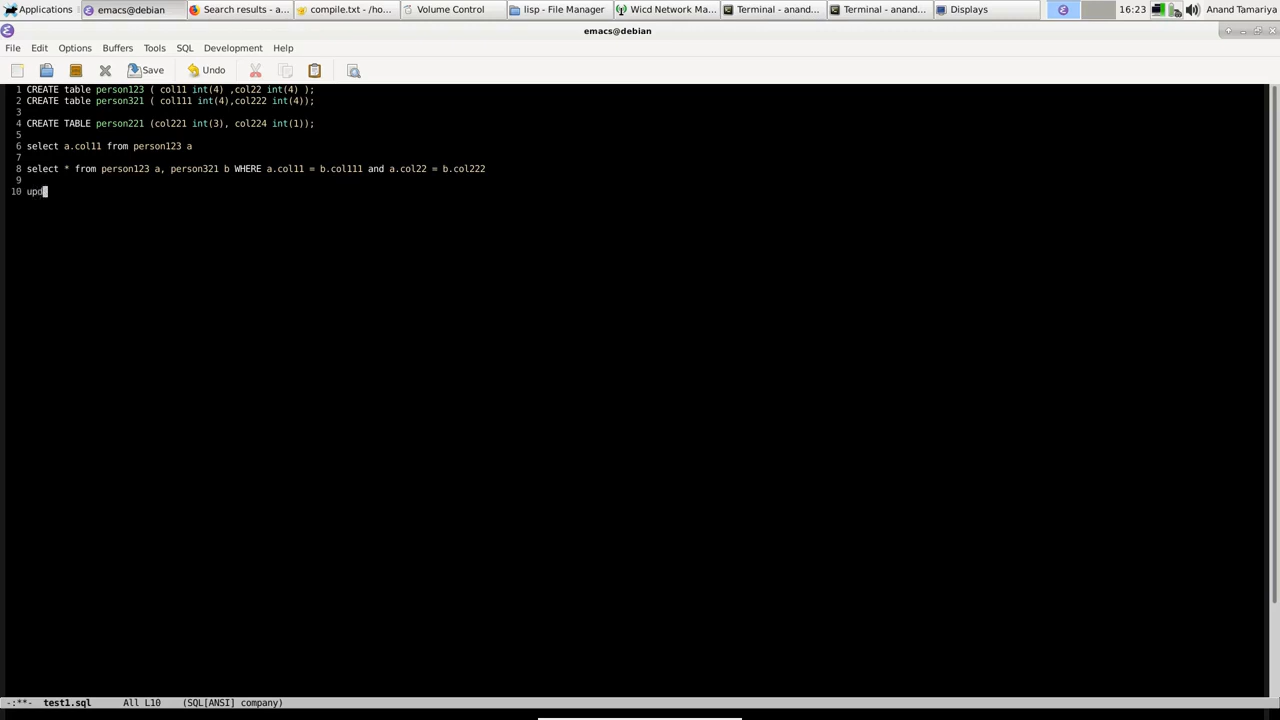 Applications emacs@debian Search results - a... compile.txt - /ho... Volume Control lisp - File Manager Wicd Network Ma... Terminal - anand... Terminal - anand... Displays 16:23 Anand Tamariya
emacs@debian
File Edit Options Buffers Tools SQL Development Help
Save Undo
1 CREATE table person123 ( col11 int(4) ,col22 int(4) );
2 CREATE table person321 ( col111 int(4),col222 int(4));
3
4 CREATE TABLE person221 (col221 int(3), col224 int(1));
5
6 select a.col11 from person123 a
7
8 select * from person123 a, person321 b WHERE a.col11 = b.col111 and a.col22 = b.col222
9
10 upd
-:**- test1.sql All L10 (SQL[ANSI] company)